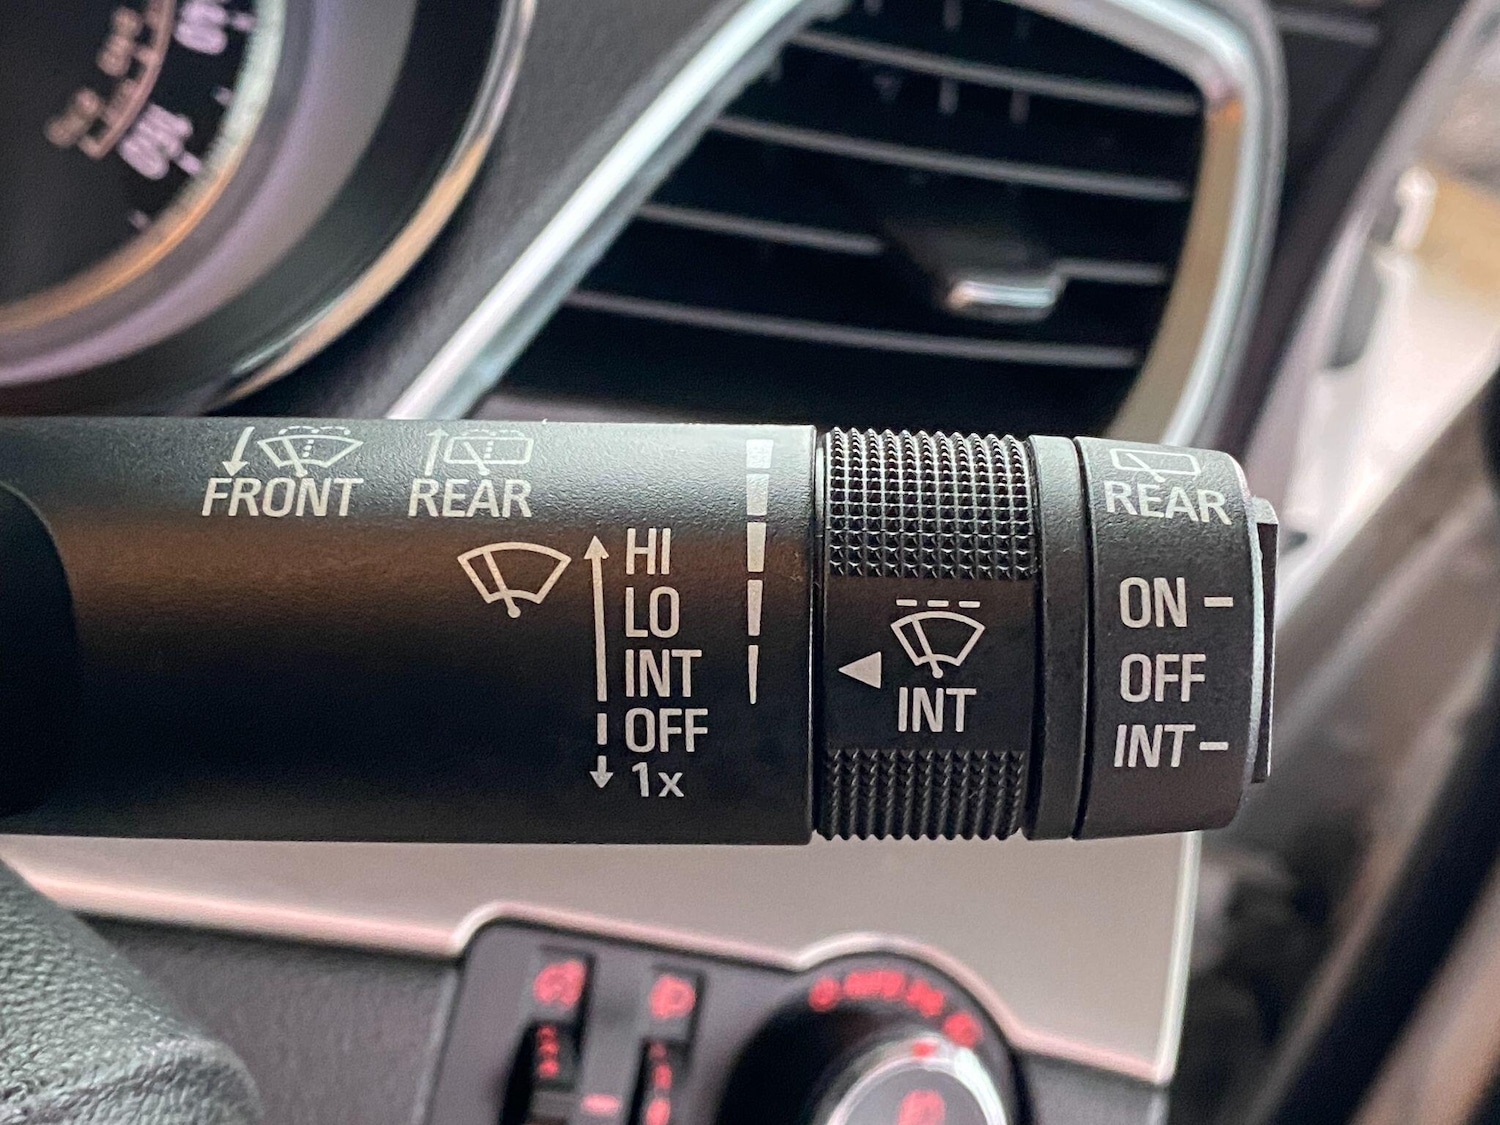 FRONT REAR
HI
LO
INT
OFF
1x
INT
REAR
ON
OFF
INT